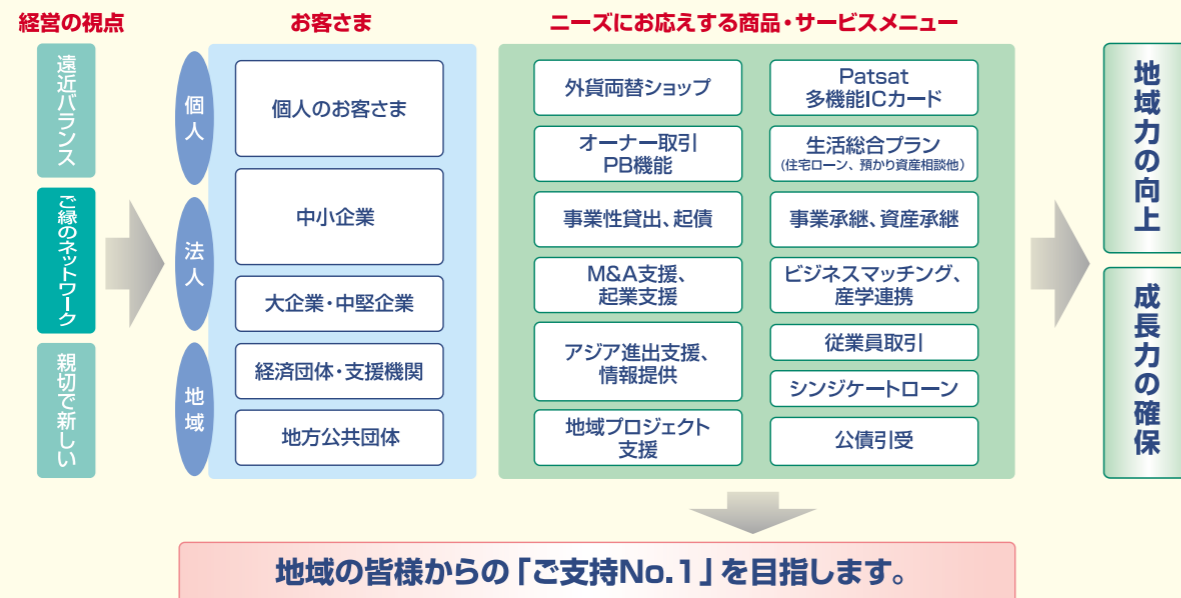 経営の視点
遠近バランス
ご縁のネットワーク
親切で新しい
お客さま
個人
法人
地域
個人のお客さま
中小企業
大企業・中堅企業
経済団体・支援機関
地方公共団体
ニーズにお応えする商品・サービスメニュー
外貨両替ショップ
オーナー取引
PB機能
事業性貸出、起債
M&A支援、
起業支援
アジア進出支援、
情報提供
地域プロジェクト
支援
Patsat
多機能ICカード
生活総合プラン
(住宅ローン、預かり資産相談他)
事業承継、資産承継
ビジネスマッチング、
産学連携
従業員取引
シンジケートローン
公債引受
地域力の向上
成長力の確保
地域の皆様からの「ご支持No.1」を目指します。